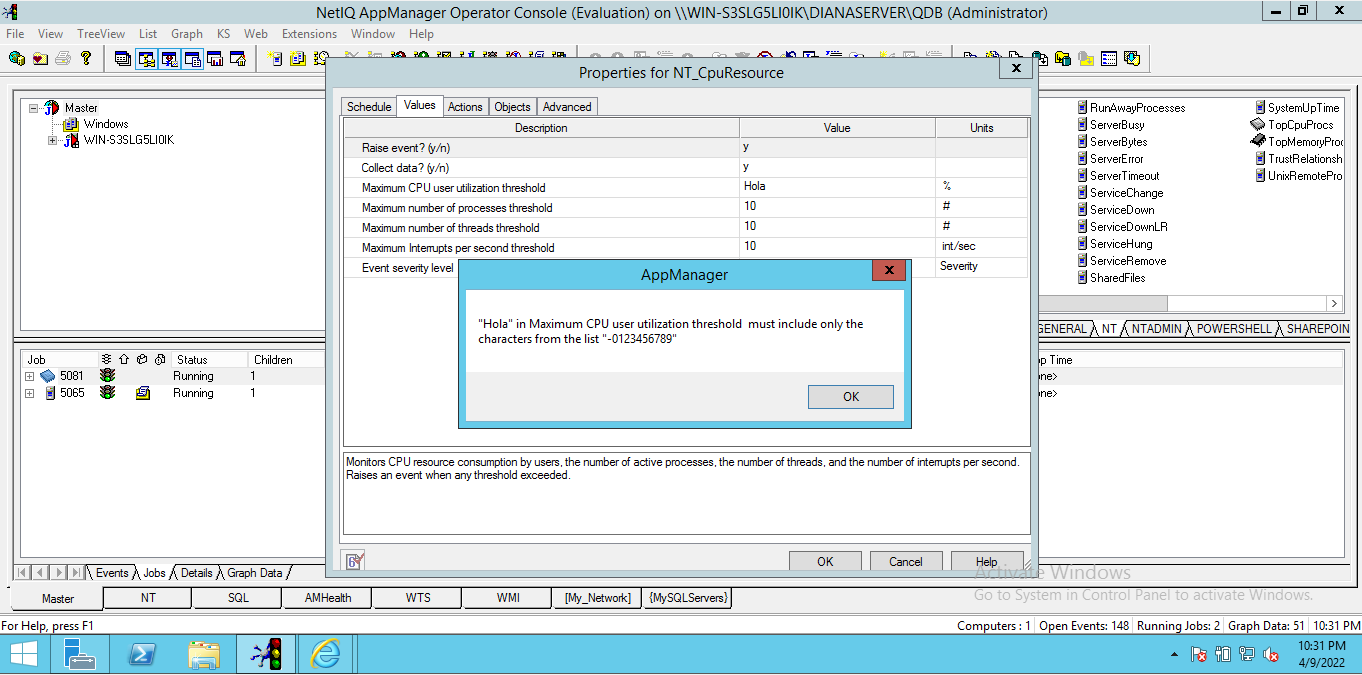 NetIQ AppManager Operator Console (Evaluation) on \\WIN-S3SLG5LI0IK\DIANASERVER\QDB (Administrator)
File View TreeView List Graph KS Web Extensions Window Help
Properties for NT_CpuResource
Master
Windows
WIN-S3SLG5LI0IK
Schedule Values Actions Objects Advanced
Description Value Units
Raise event? (y/n) y
Collect data? (y/n) y
Maximum CPU user utilization threshold Hola %
Maximum number of processes threshold 10 #
Maximum number of threads threshold 10 #
Maximum Interrupts per second threshold 10 int/sec
Event severity level Severity
AppManager
"Hola" in Maximum CPU user utilization threshold must include only the
characters from the list "-0123456789"
OK
Monitors CPU resource consumption by users, the number of active processes, the number of threads, and the number of interrupts per second.
Raises an event when any threshold exceeded.
OK Cancel Help
RunAwayProcesses
ServerBusy
ServerBytes
ServerError
ServerTimeout
ServiceChange
ServiceDown
ServiceDownLR
ServiceHung
ServiceRemove
SharedFiles
SystemUpTime
TopCpuProcs
TopMemoryProc
TrustRelationsh
UnixRemotePro
GENERAL NT NTADMIN POWERSHELL SHAREPOIN
Job Status Children
5081 Running 1
5065 Running 1
op Time
one>
one>
Events Jobs Details Graph Data
Master NT SQL AMHealth WTS WMI [My_Network] {MySQLServers}
Activate Windows
Go to System in Control Panel to activate Windows.
For Help, press F1
Computers : 1 Open Events: 148 Running Jobs: 2 Graph Data: 51 10:31 PM
10:31 PM
4/9/2022